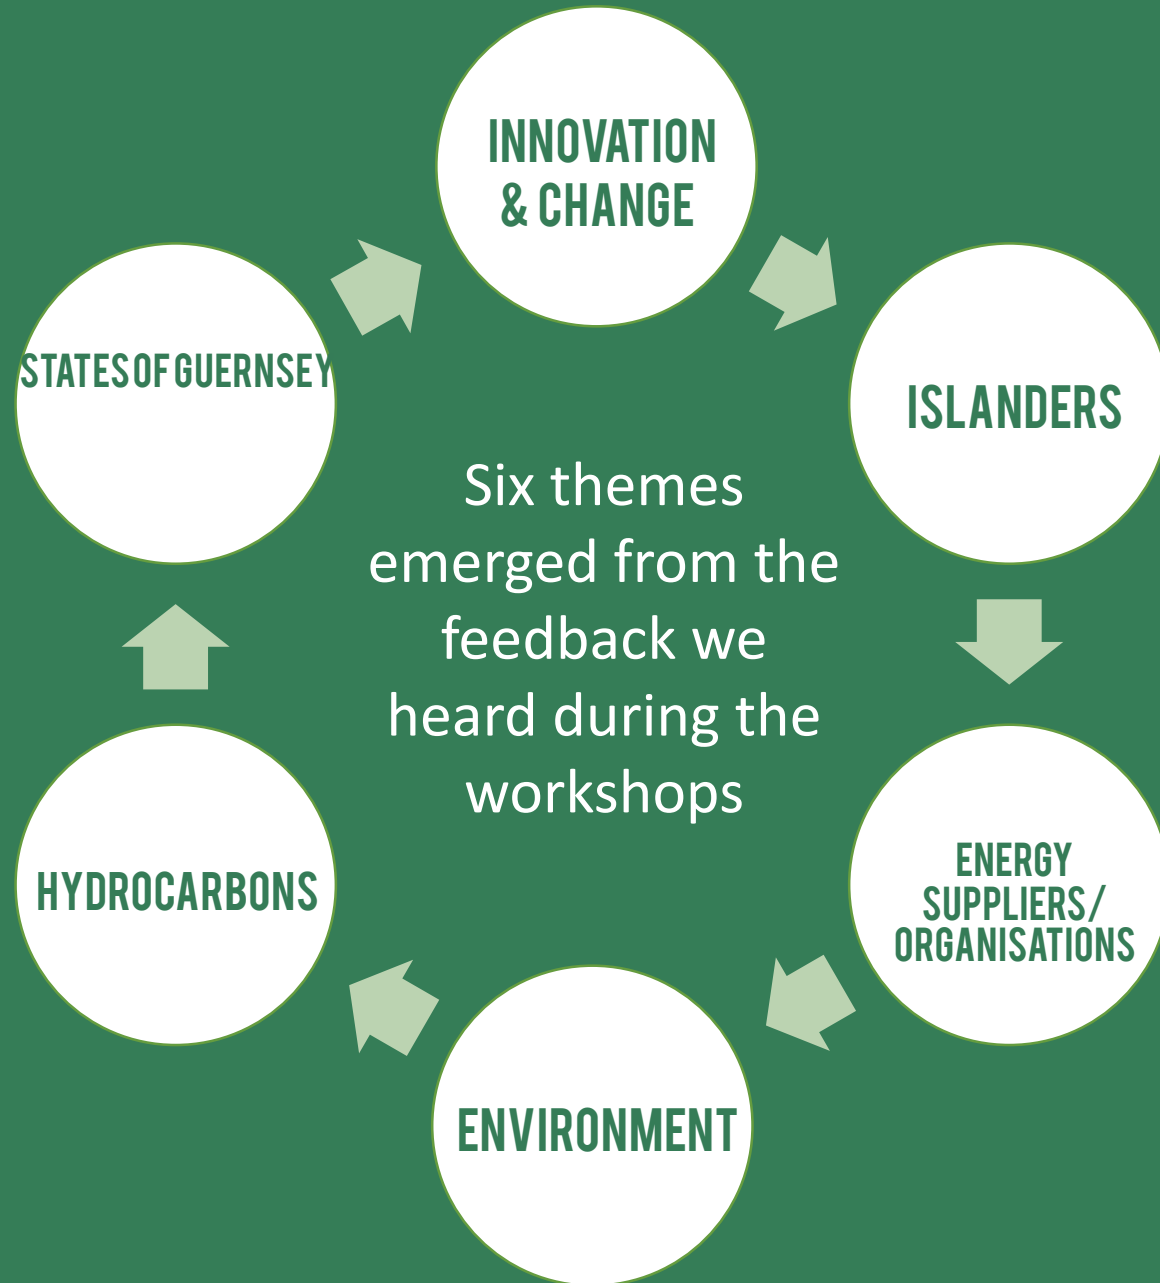 INNOVATION
& CHANGE
STATES OF GUERNSEY
ISLANDERS
Six themes
emerged from the
feedback we
heard during the
workshops
HYDROCARBONS
ENERGY
SUPPLIERS/
ORGANISATIONS
ENVIRONMENT